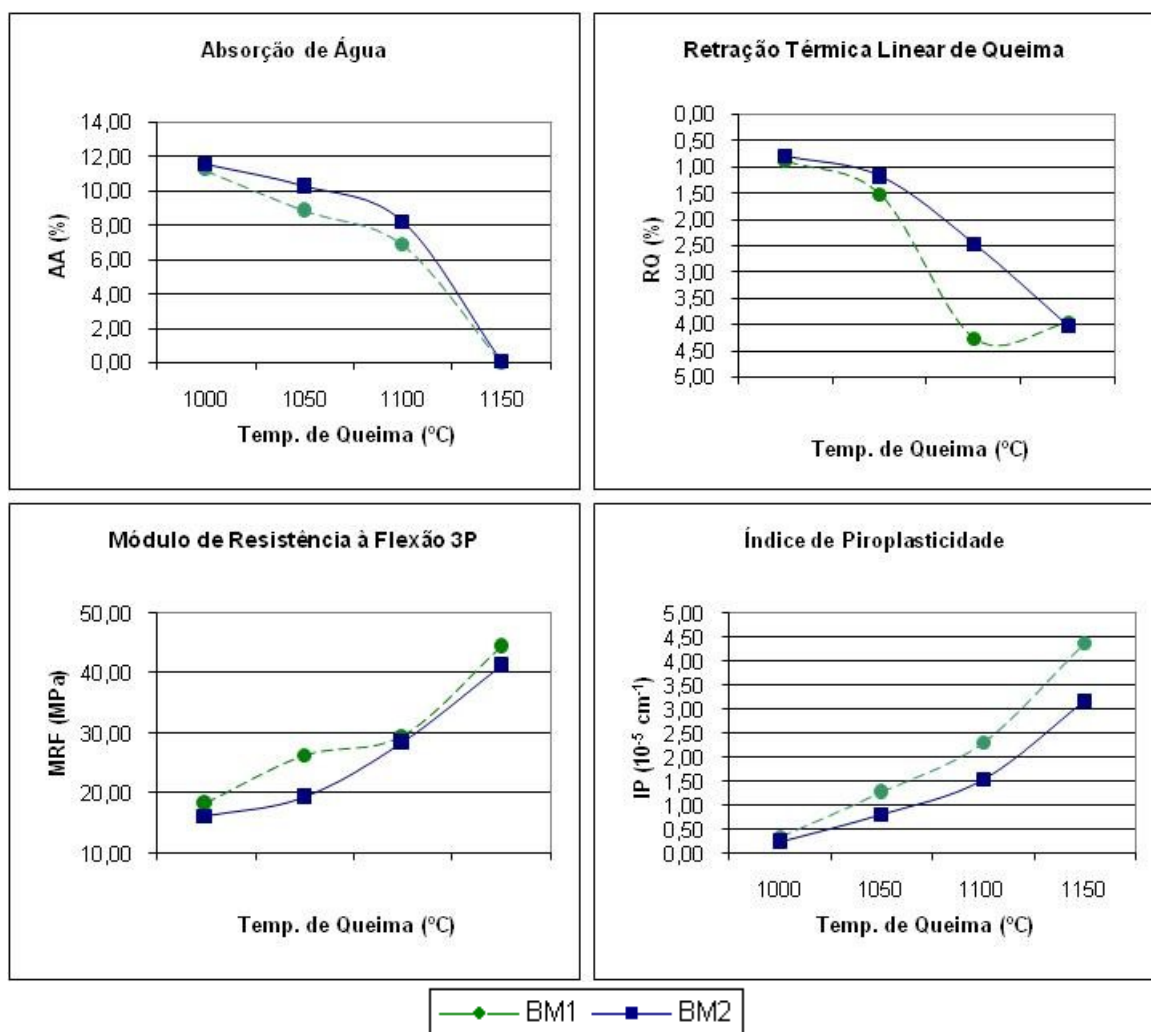 Absorção de Água
14,00
12,00
10,00
8,00
6,00
4,00
2,00
0,00
AA (%)
1000 1050 1100 1150
Temp. de Queima (ºC)
Retração Térmica Linear de Queima
0,00
0,50
1,00
1,50
2,00
2,50
3,00
3,50
4,00
4,50
5,00
RQ (%)
Temp. de Queima (ºC)
Módulo de Resistência à Flexão 3P
50,00
40,00
30,00
20,00
10,00
MRF (MPa)
Temp. de Queima (ºC)
Índice de Piroplasticidade
5,00
4,50
4,00
3,50
3,00
2,50
2,00
1,50
1,00
0,50
0,00
IP (10⁻⁵ cm⁻¹)
1000 1050 1100 1150
Temp. de Queima (ºC)
BM1 BM2